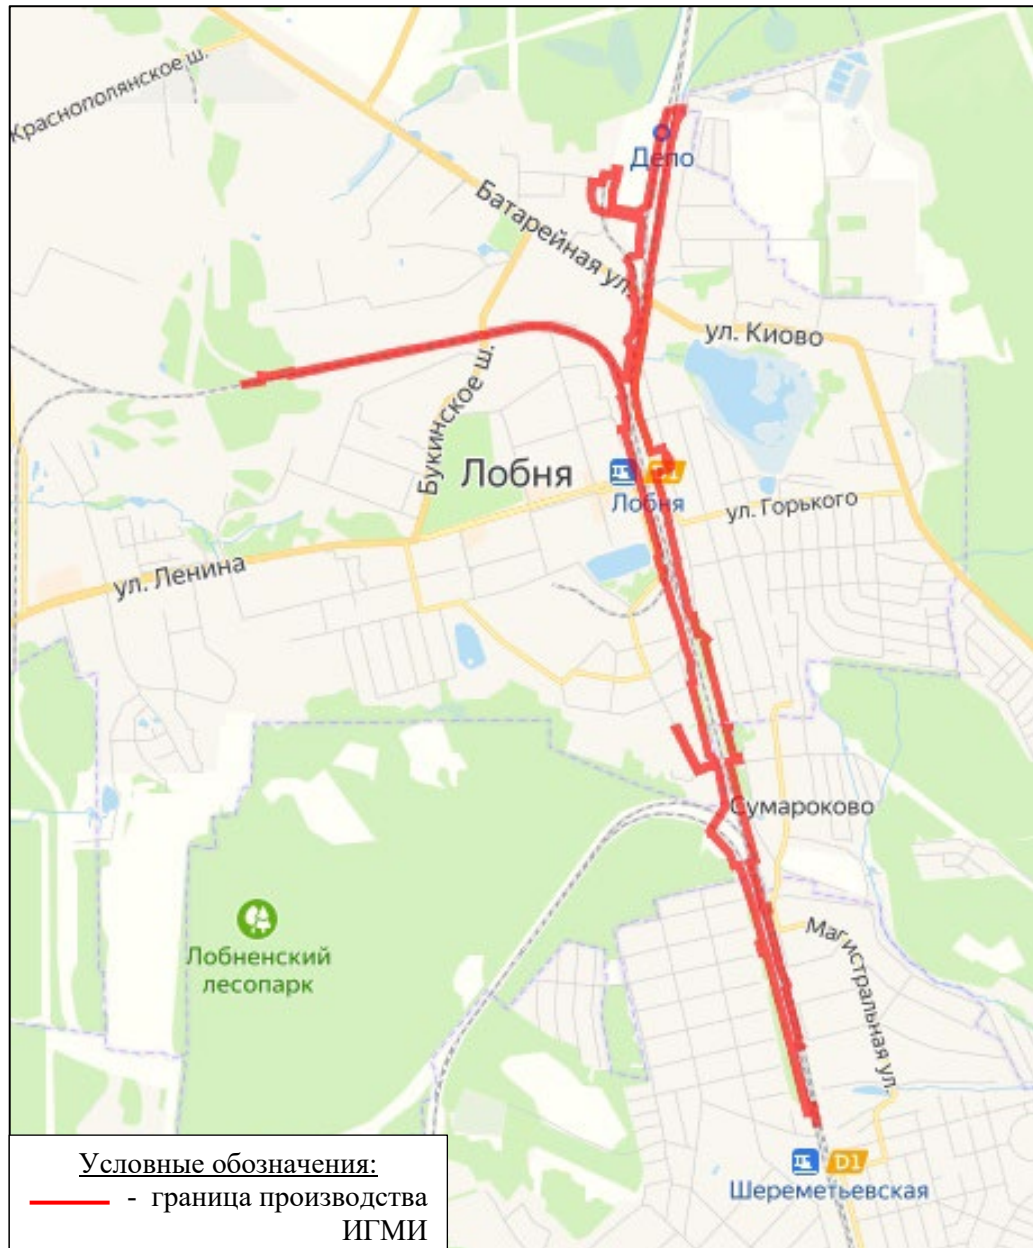 Краснополянское ш.
Депо
Батарейная ул.
ул. Киово
Букинское ш.
Лобня
D1
Лобня
ул. Горького
ул. Ленина
Сумароково
Лобненский
лесопарк
Магистральная ул.
D1
Шереметьевская
Условные обозначения:
- граница производства
ИГМИ